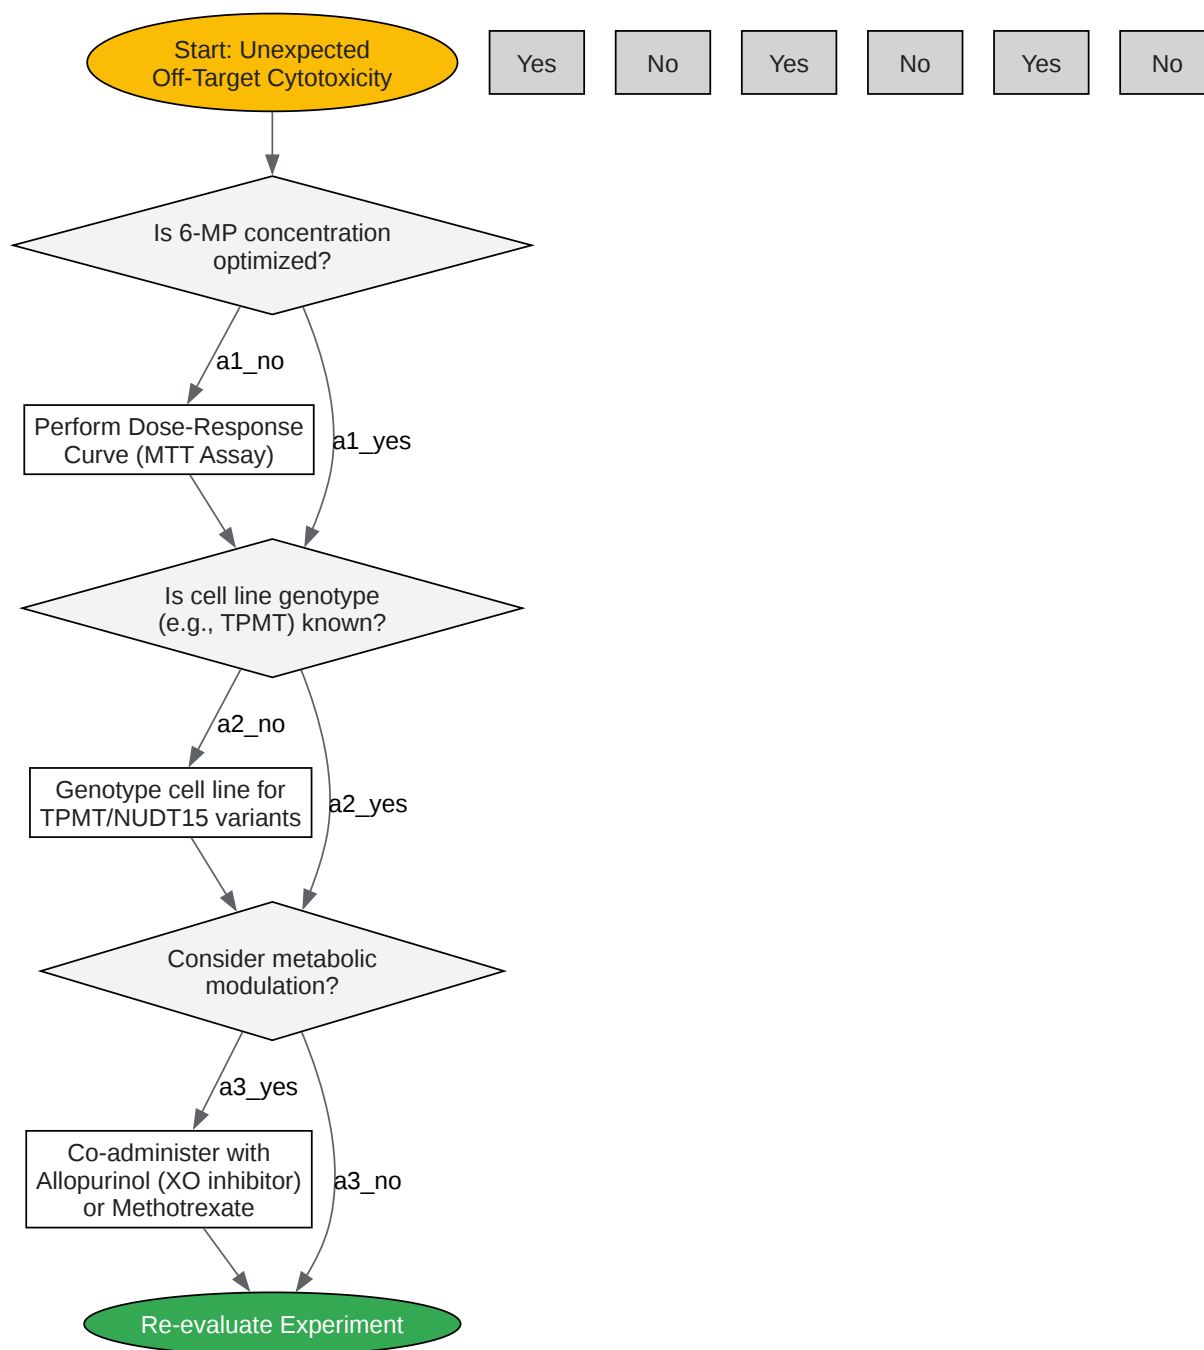 Start: Unexpected
Off-Target Cytotoxicity
Yes
No
Yes
No
Yes
No
Is 6-MP concentration
optimized?
a1_no
Perform Dose-Response
Curve (MTT Assay)
a1_yes
Is cell line genotype
(e.g., TPMT) known?
a2_no
Genotype cell line for
TPMT/NUDT15 variants
a2_yes
Consider metabolic
modulation?
a3_yes
Co-administer with
Allopurinol (XO inhibitor)
or Methotrexate
a3_no
Re-evaluate Experiment